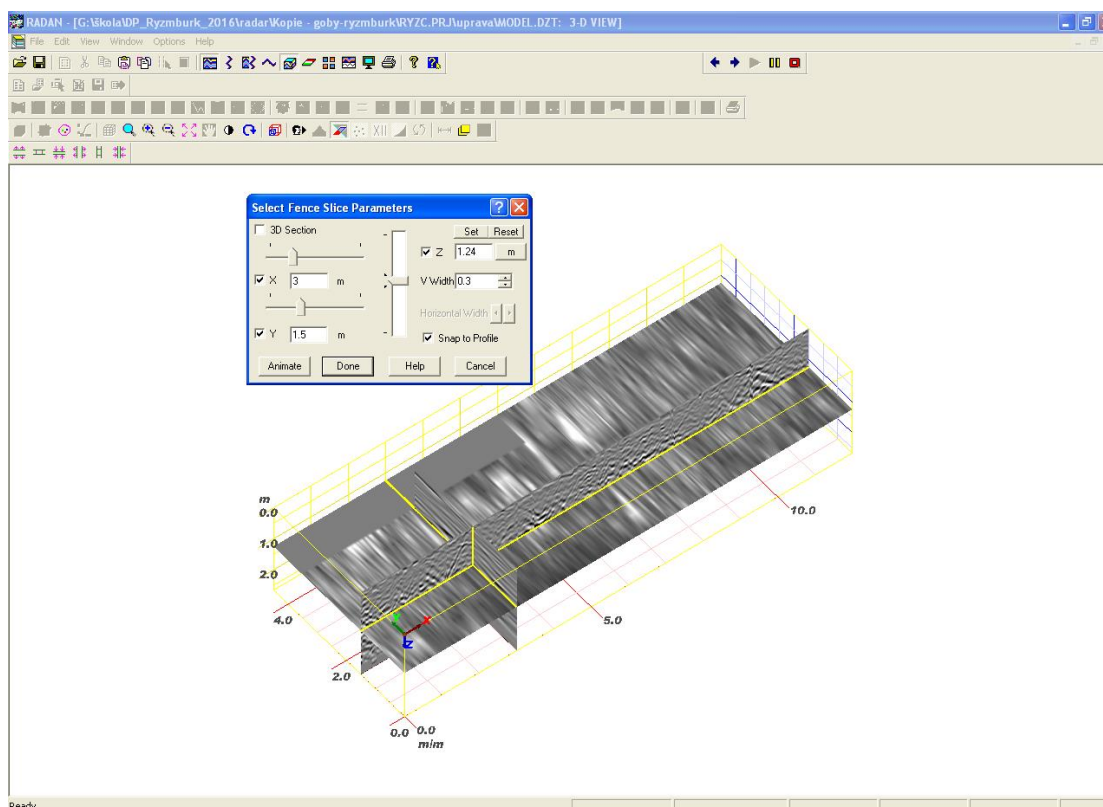 RADAN - [G:\škola\DP_Ryzmburk_2016\radar\Kopie - goby-ryzmburk\RYZC.PRJ\uprava\MODEL.DZT: 3-D VIEW]
File Edit View Window Options Help
XII
Select Fence Slice Parameters
3D Section
Set Reset
Z 1.24 m
X 3 m
V Width 0.3
Horizontal Width
Y 1.5 m
Snap to Profile
Animate Done Help Cancel
m
0.0
1.0
2.0
10.0
4.0
5.0
X
Z
2.0
0.0 0.0
m/m
Ready